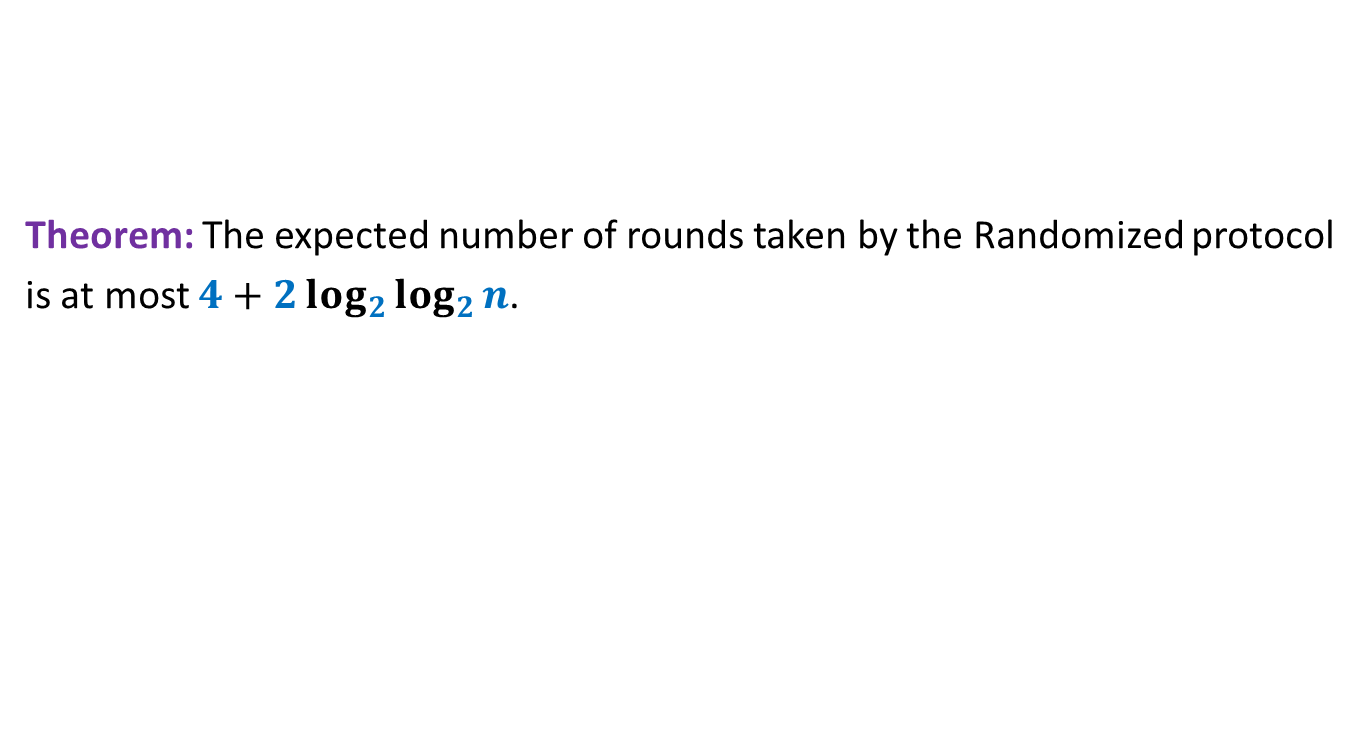 Theorem: The expected number of rounds taken by the Randomized protocol
is at most 4 + 2 log₂ log₂ n.